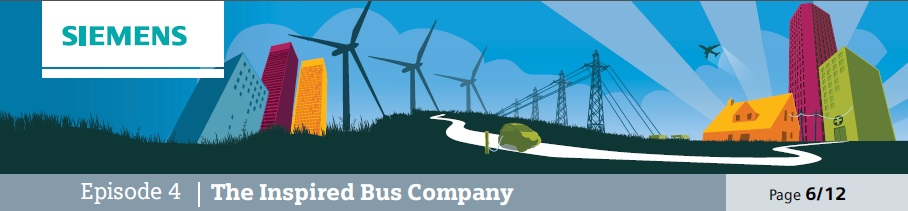 SIEMENS
Episode 4 | The Inspired Bus Company
Page 6/12